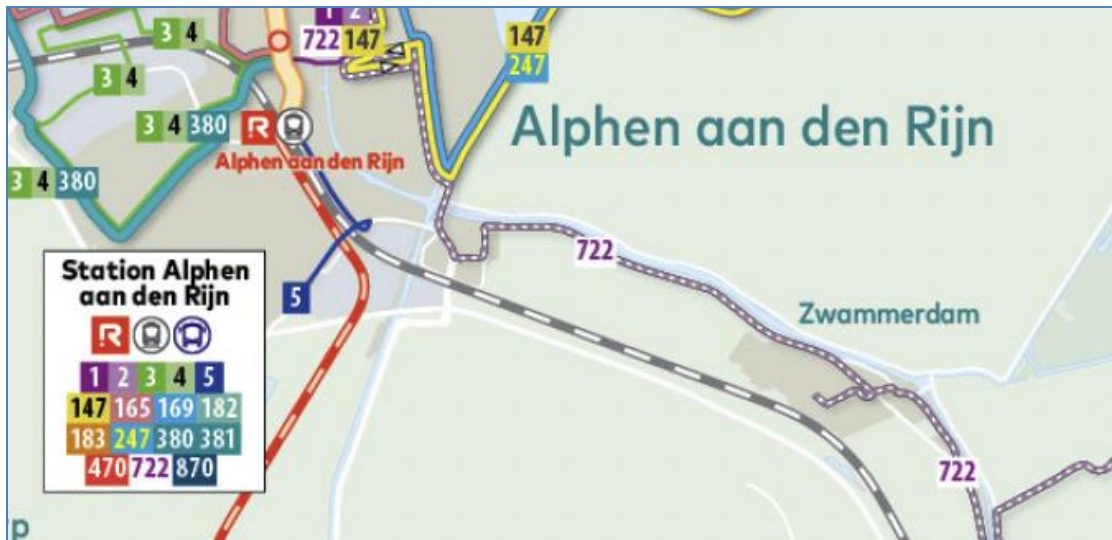 1 2
3 4
722 147
147
247
3 4
3 4 380
R
Alphen aan den Rijn
Alphen aan den Rijn
3 4 380
722
5
Zwammerdam
Station Alphen
aan den Rijn
R
1 2 3 4 5
147 165 169 182
183 247 380 381
470 722 870
722
rp